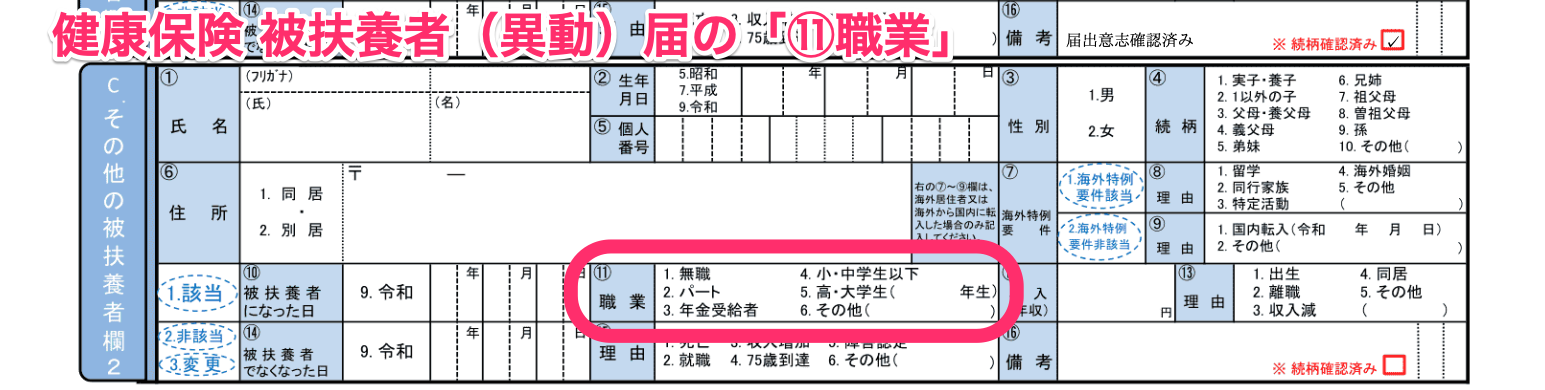 健康保険 被扶養者（異動）届の「⑪職業」
⑭
年
月
⑯
由
収入
75歳到
)
備 考
届出意志確認済み
※ 続柄確認済み ☑
C.その他の被扶養者欄2
①
氏 名
(フリガナ)
(氏)
(名)
② 生年月日
5.昭和
7.平成
9.令和
年
月
日
⑤ 個人番号
③
性 別
1.男
2.女
④
続 柄
1. 実子・養子
2. 1以外の子
3. 父母・養父母
4. 義父母
5. 弟妹
6. 兄姉
7. 祖父母
8. 曽祖父母
9. 孫
10. その他( )
⑥
住 所
1. 同 居
・
2. 別 居
〒 ―
右の⑦～⑨欄は、
海外居住者又は
海外から国内に転
入した場合のみ記
入してください。
⑦
海外特例
要 件
1.海外特例
要件該当
2.海外特例
要件非該当
⑧
理 由
1. 留学
2. 同行家族
3. 特定活動
4. 海外婚姻
5. その他
( )
⑨
理 由
1. 国内転入(令和 年 月 日)
2. その他( )
1.該当
⑩
被 扶 養 者
になった日
9. 令和
年
月
日
⑪
職 業
1. 無職
2. パート
3. 年金受給者
4. 小・中学生以下
5. 高・大学生( 年生)
6. その他( )
入
年収)
円
⑬
理 由
1. 出生
2. 離職
3. 収入減
4. 同居
5. その他
( )
2.非該当
3.変更
⑭
被 扶 養 者
でなくなった日
9. 令和
年
月
日
理 由
1. 死亡
2. 就職
3. 収入増加
4. 75歳到達
5. 障害認定
6. その他( )
⑯
備 考
※ 続柄確認済み □